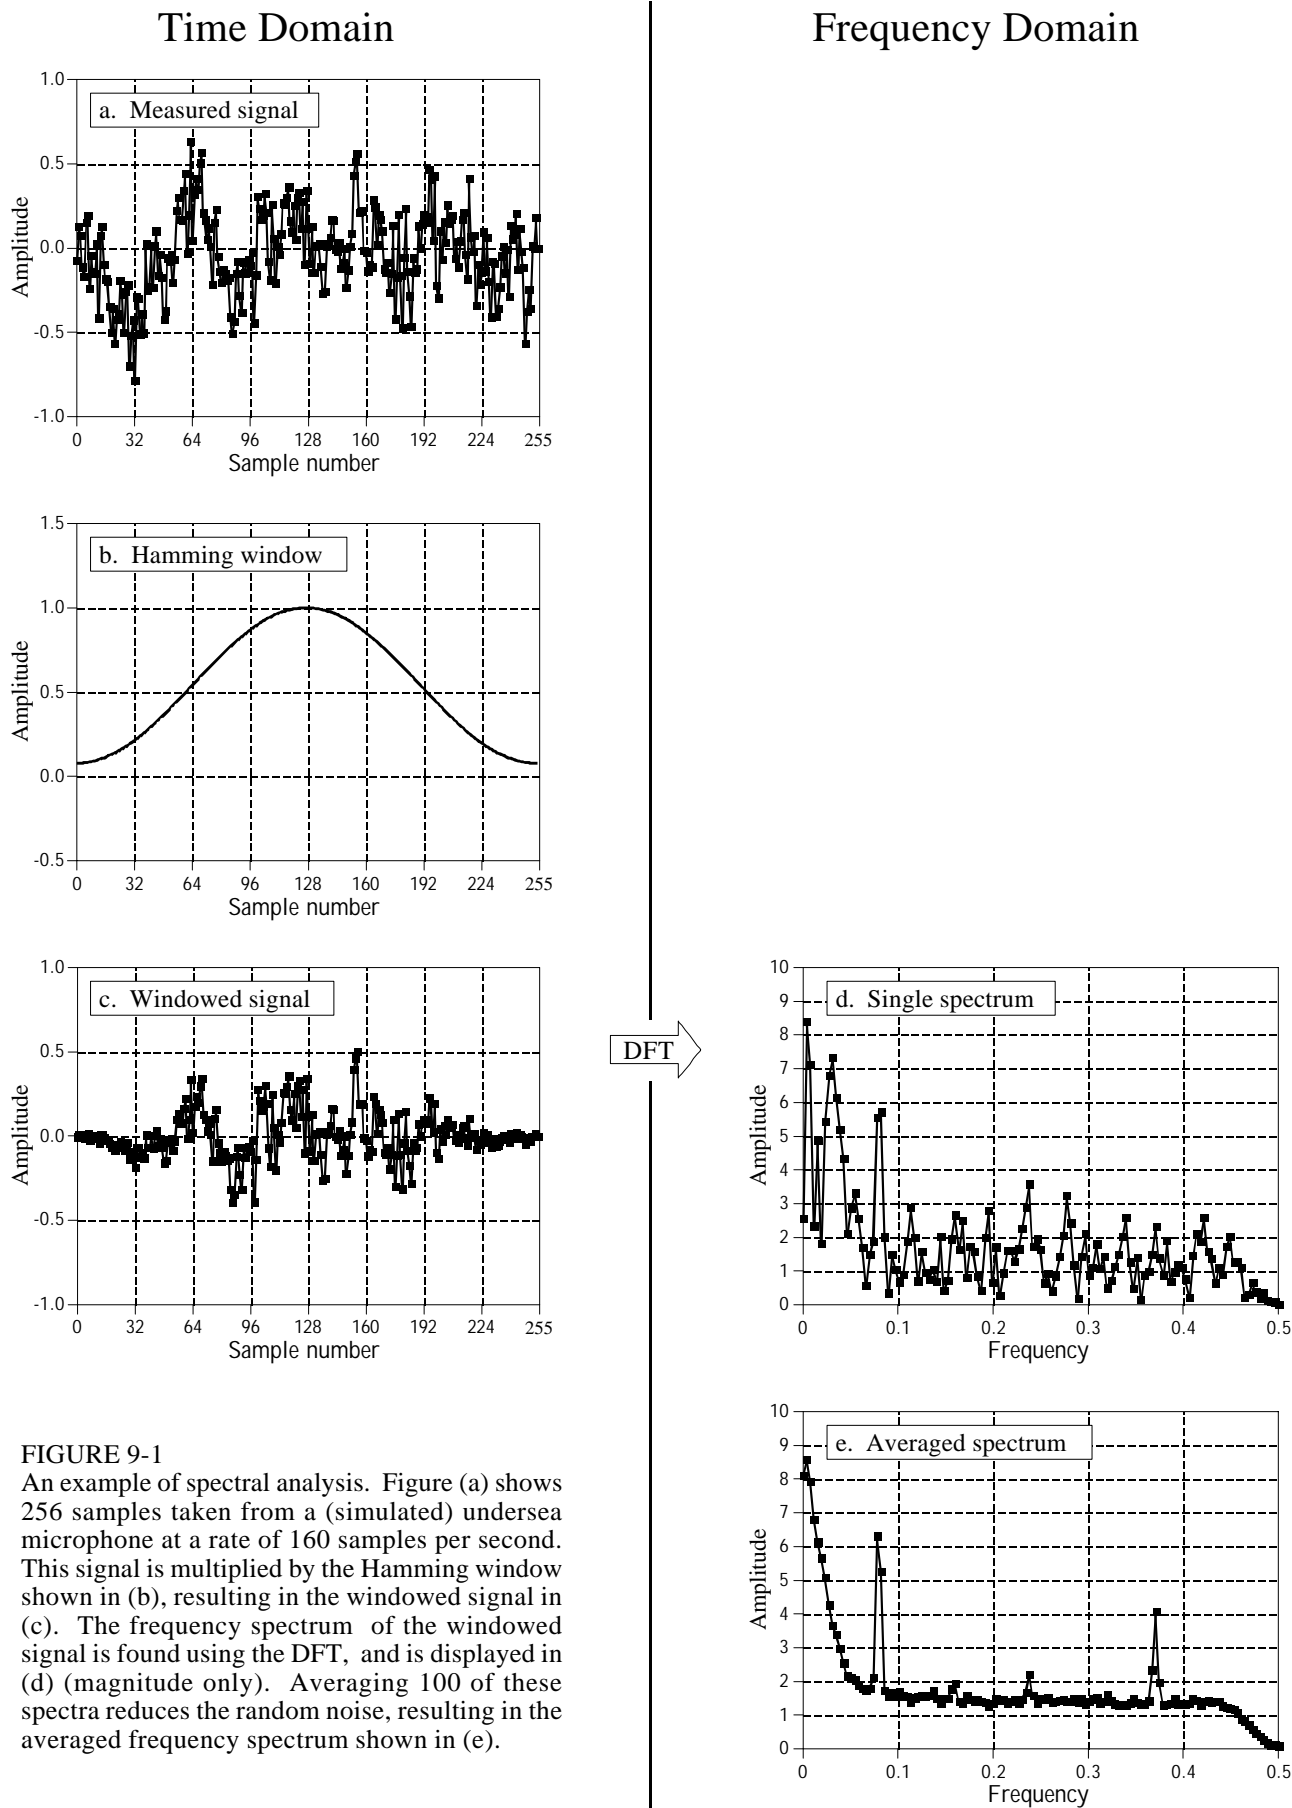 Time Domain
Frequency Domain
1.0
0.5
0.0
-0.5
-1.0
Amplitude
a. Measured signal
0 32 64 96 128 160 192 224 255
Sample number
1.5
1.0
0.5
0.0
-0.5
Amplitude
b. Hamming window
0 32 64 96 128 160 192 224 255
Sample number
1.0
0.5
0.0
-0.5
-1.0
Amplitude
c. Windowed signal
0 32 64 96 128 160 192 224 255
Sample number
DFT
10
9
8
7
6
5
4
3
2
1
0
Amplitude
d. Single spectrum
0 0.1 0.2 0.3 0.4 0.5
Frequency
10
9
8
7
6
5
4
3
2
1
0
Amplitude
e. Averaged spectrum
0 0.1 0.2 0.3 0.4 0.5
Frequency
FIGURE 9-1
An example of spectral analysis. Figure (a) shows
256 samples taken from a (simulated) undersea
microphone at a rate of 160 samples per second.
This signal is multiplied by the Hamming window
shown in (b), resulting in the windowed signal in
(c). The frequency spectrum of the windowed
signal is found using the DFT, and is displayed in
(d) (magnitude only). Averaging 100 of these
spectra reduces the random noise, resulting in the
averaged frequency spectrum shown in (e).